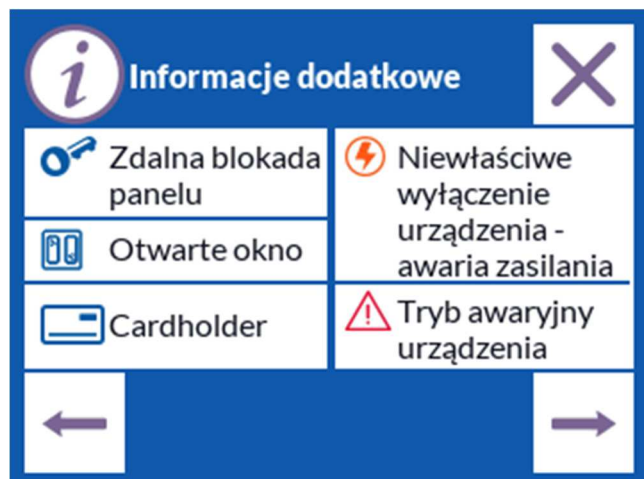 Informacje dodatkowe
Zdalna blokada
panelu
Otwarte okno
Cardholder
Niewłaściwe
wyłączenie
urządzenia -
awaria zasilania
Tryb awaryjny
urządzenia